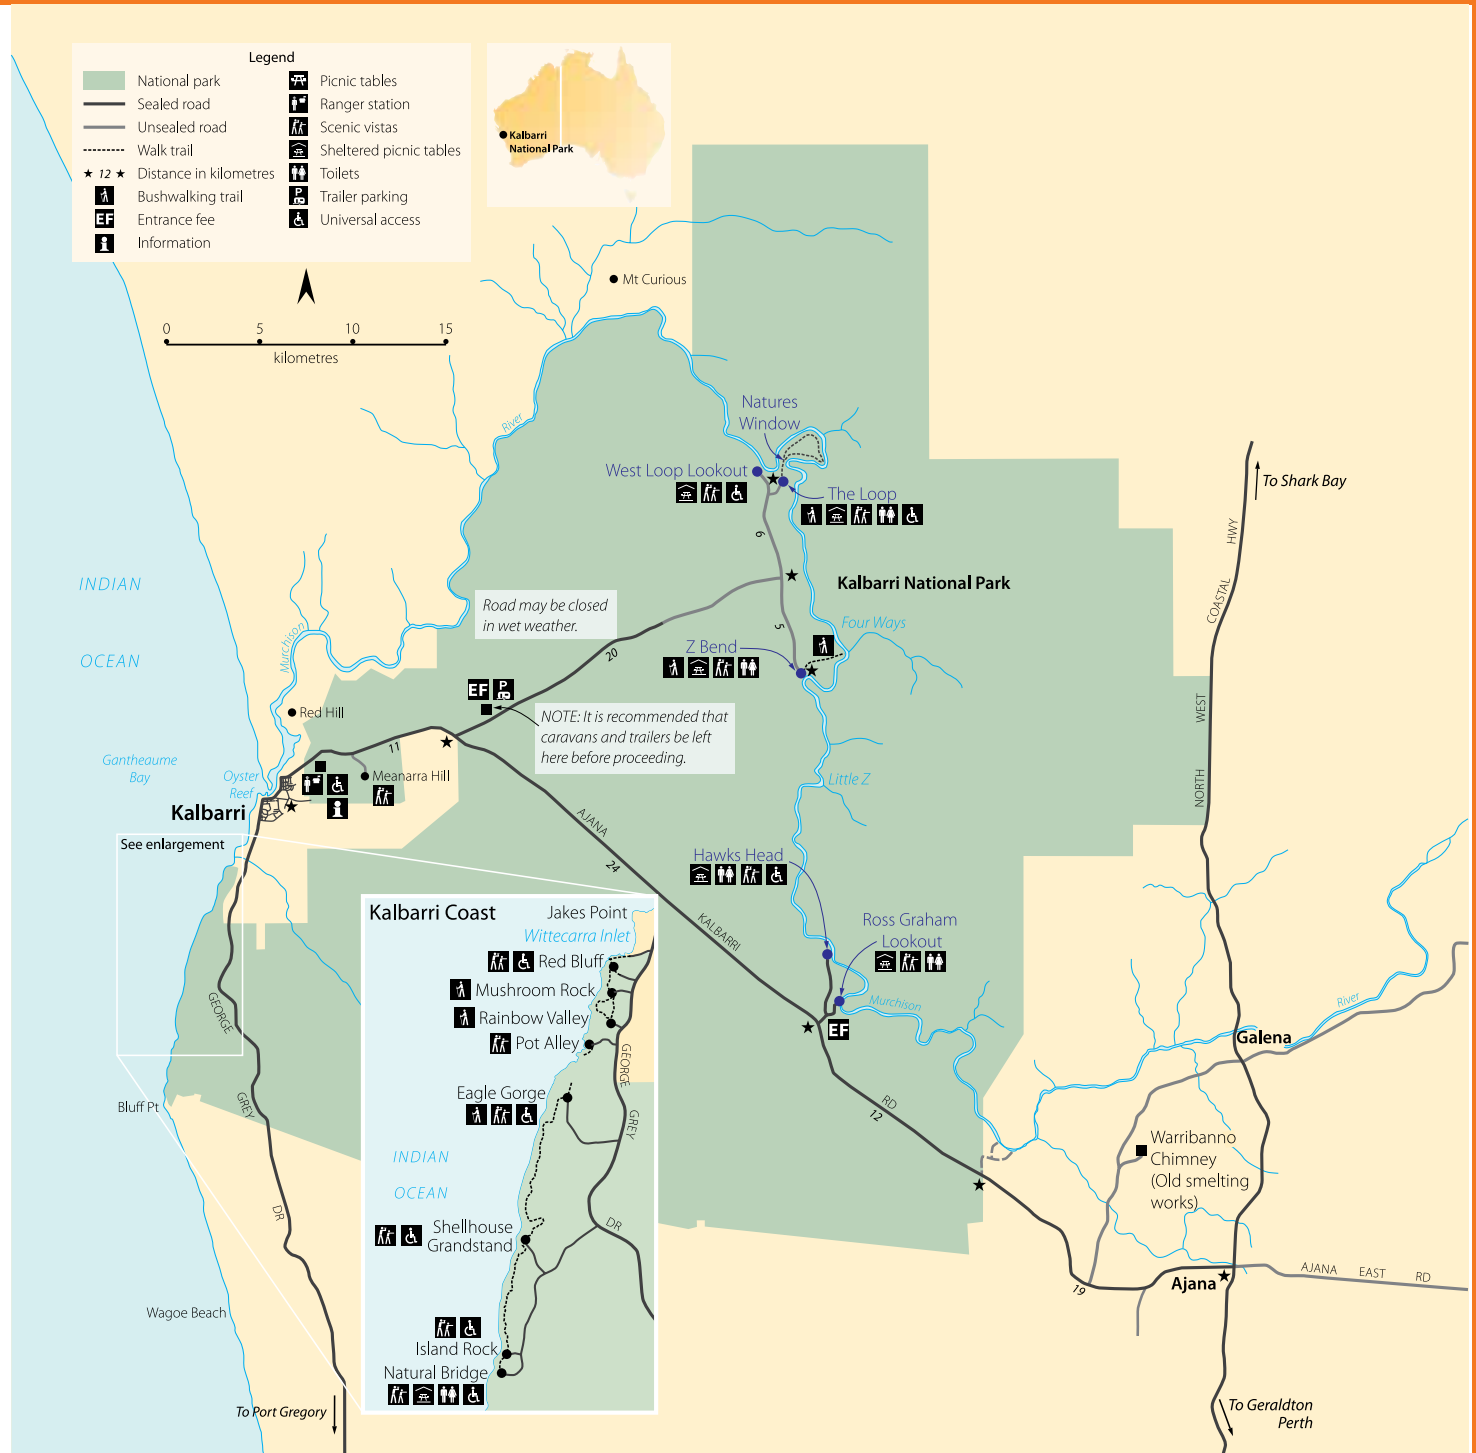 Legend
National park
Sealed road
Unsealed road
Walk trail
★ 12 ★ Distance in kilometres
Bushwalking trail
EF Entrance fee
i Information
Picnic tables
Ranger station
Scenic vistas
Sheltered picnic tables
Toilets
P Trailer parking
Universal access
Kalbarri
National Park
0 5 10 15
kilometres
Mt Curious
River
Natures
Window
West Loop Lookout
The Loop
6
Kalbarri National Park
To Shark Bay
NORTH WEST COASTAL HWY
INDIAN
OCEAN
Road may be closed
in wet weather.
Murchison
20
5
Four Ways
Z Bend
EF P
Red Hill
NOTE: It is recommended that
caravans and trailers be left
here before proceeding.
11
Gantheaume
Bay
Oyster
Reef
Meanarra Hill
Little Z
Kalbarri
i
AJANA
24
KALBARRI
RD
12
See enlargement
Hawks Head
Ross Graham
Lookout
EF
Murchison
River
Galena
GEORGE
GREY
DR
Bluff Pt
Kalbarri Coast
Jakes Point
Wittecarra Inlet
Red Bluff
Mushroom Rock
Rainbow Valley
Pot Alley
GEORGE
Eagle Gorge
GREY
INDIAN
OCEAN
DR
Shellhouse
Grandstand
Island Rock
Natural Bridge
Warribanno
Chimney
(Old smelting
works)
19
Ajana
AJANA EAST RD
Wagoe Beach
To Port Gregory
To Geraldton
Perth